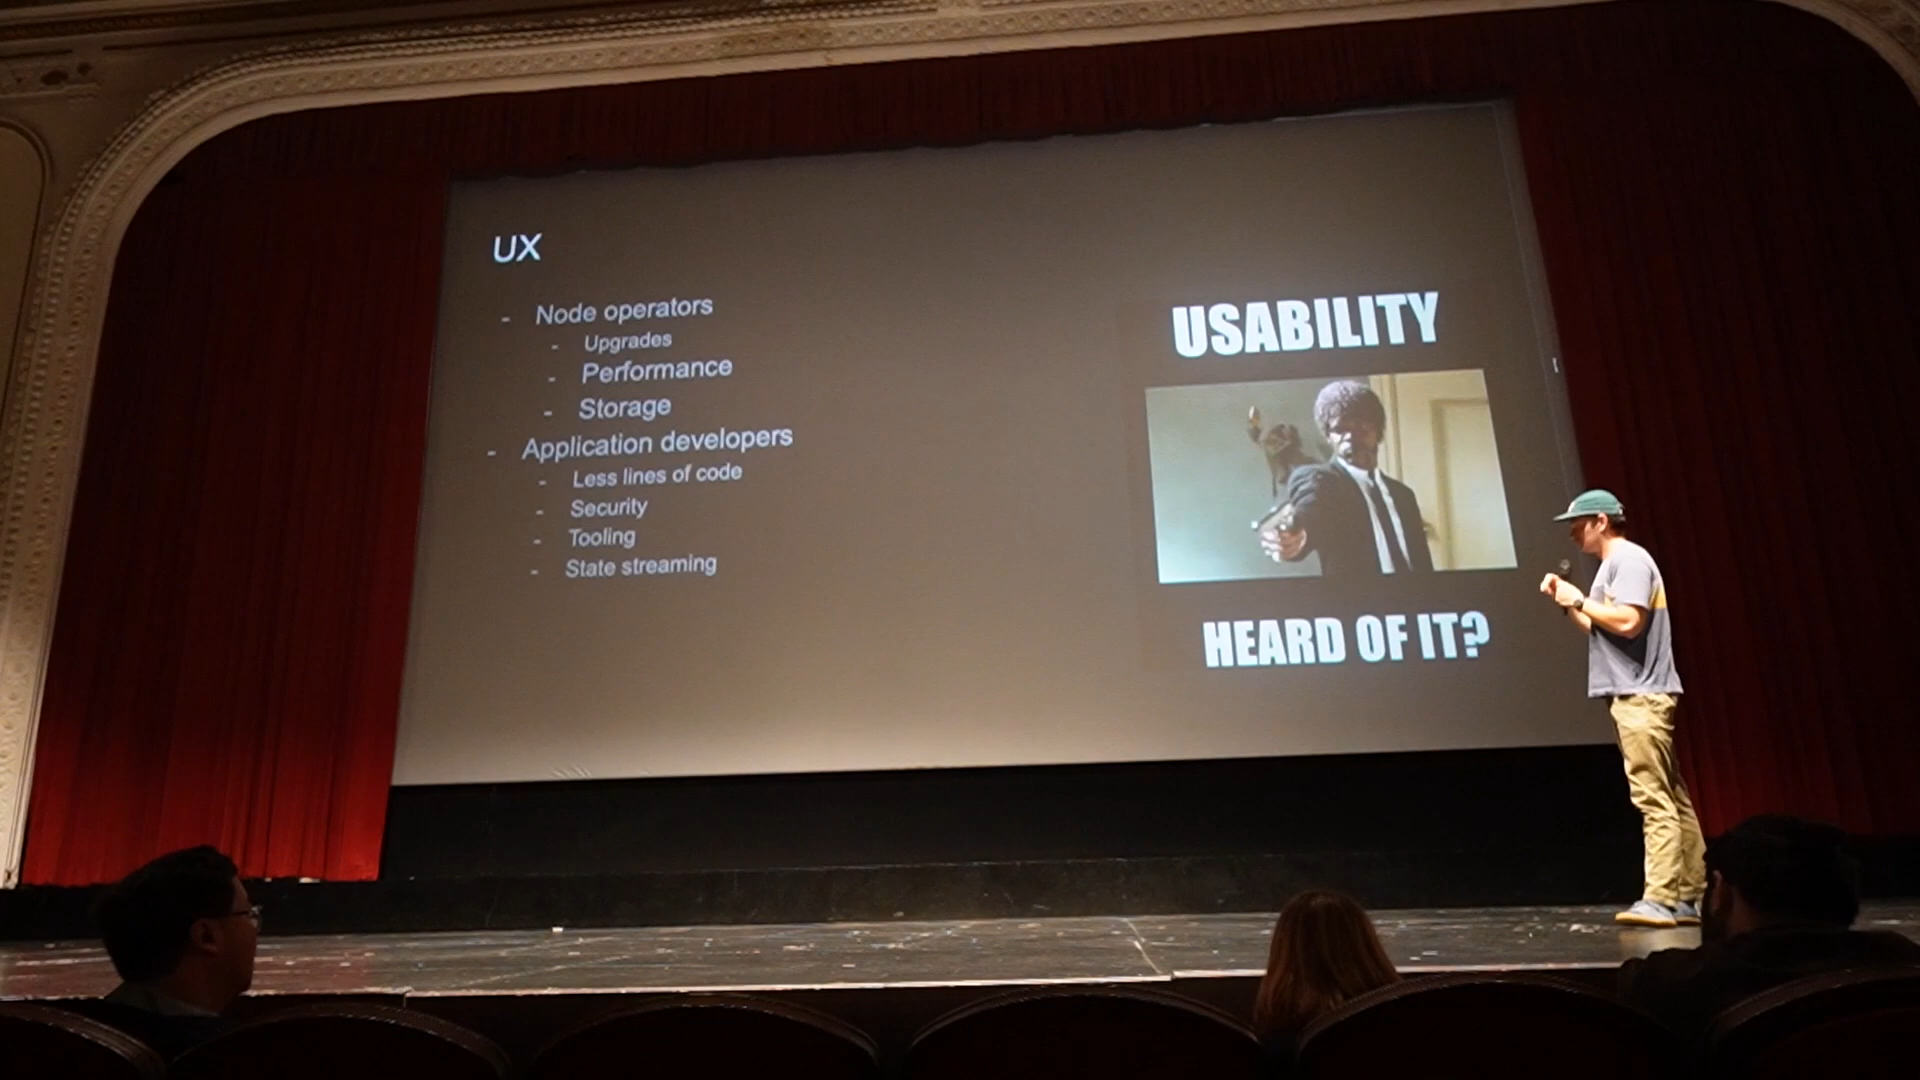 UX
- Node operators
- Upgrades
- Performance
- Storage
- Application developers
- Less lines of code
- Security
- Tooling
- State streaming
USABILITY
HEARD OF IT?